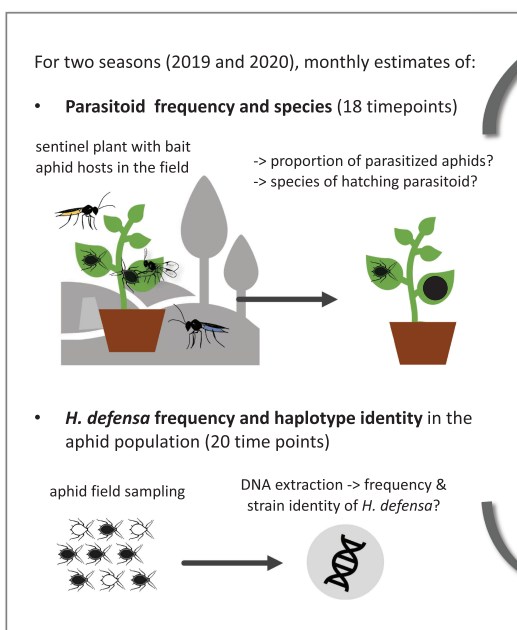 For two seasons (2019 and 2020), monthly estimates of:
• Parasitoid frequency and species (18 timepoints)
sentinel plant with bait
aphid hosts in the field
-> proportion of parasitized aphids?
-> species of hatching parasitoid?
• H. defensa frequency and haplotype identity in the
aphid population (20 time points)
aphid field sampling
DNA extraction -> frequency &
strain identity of H. defensa?